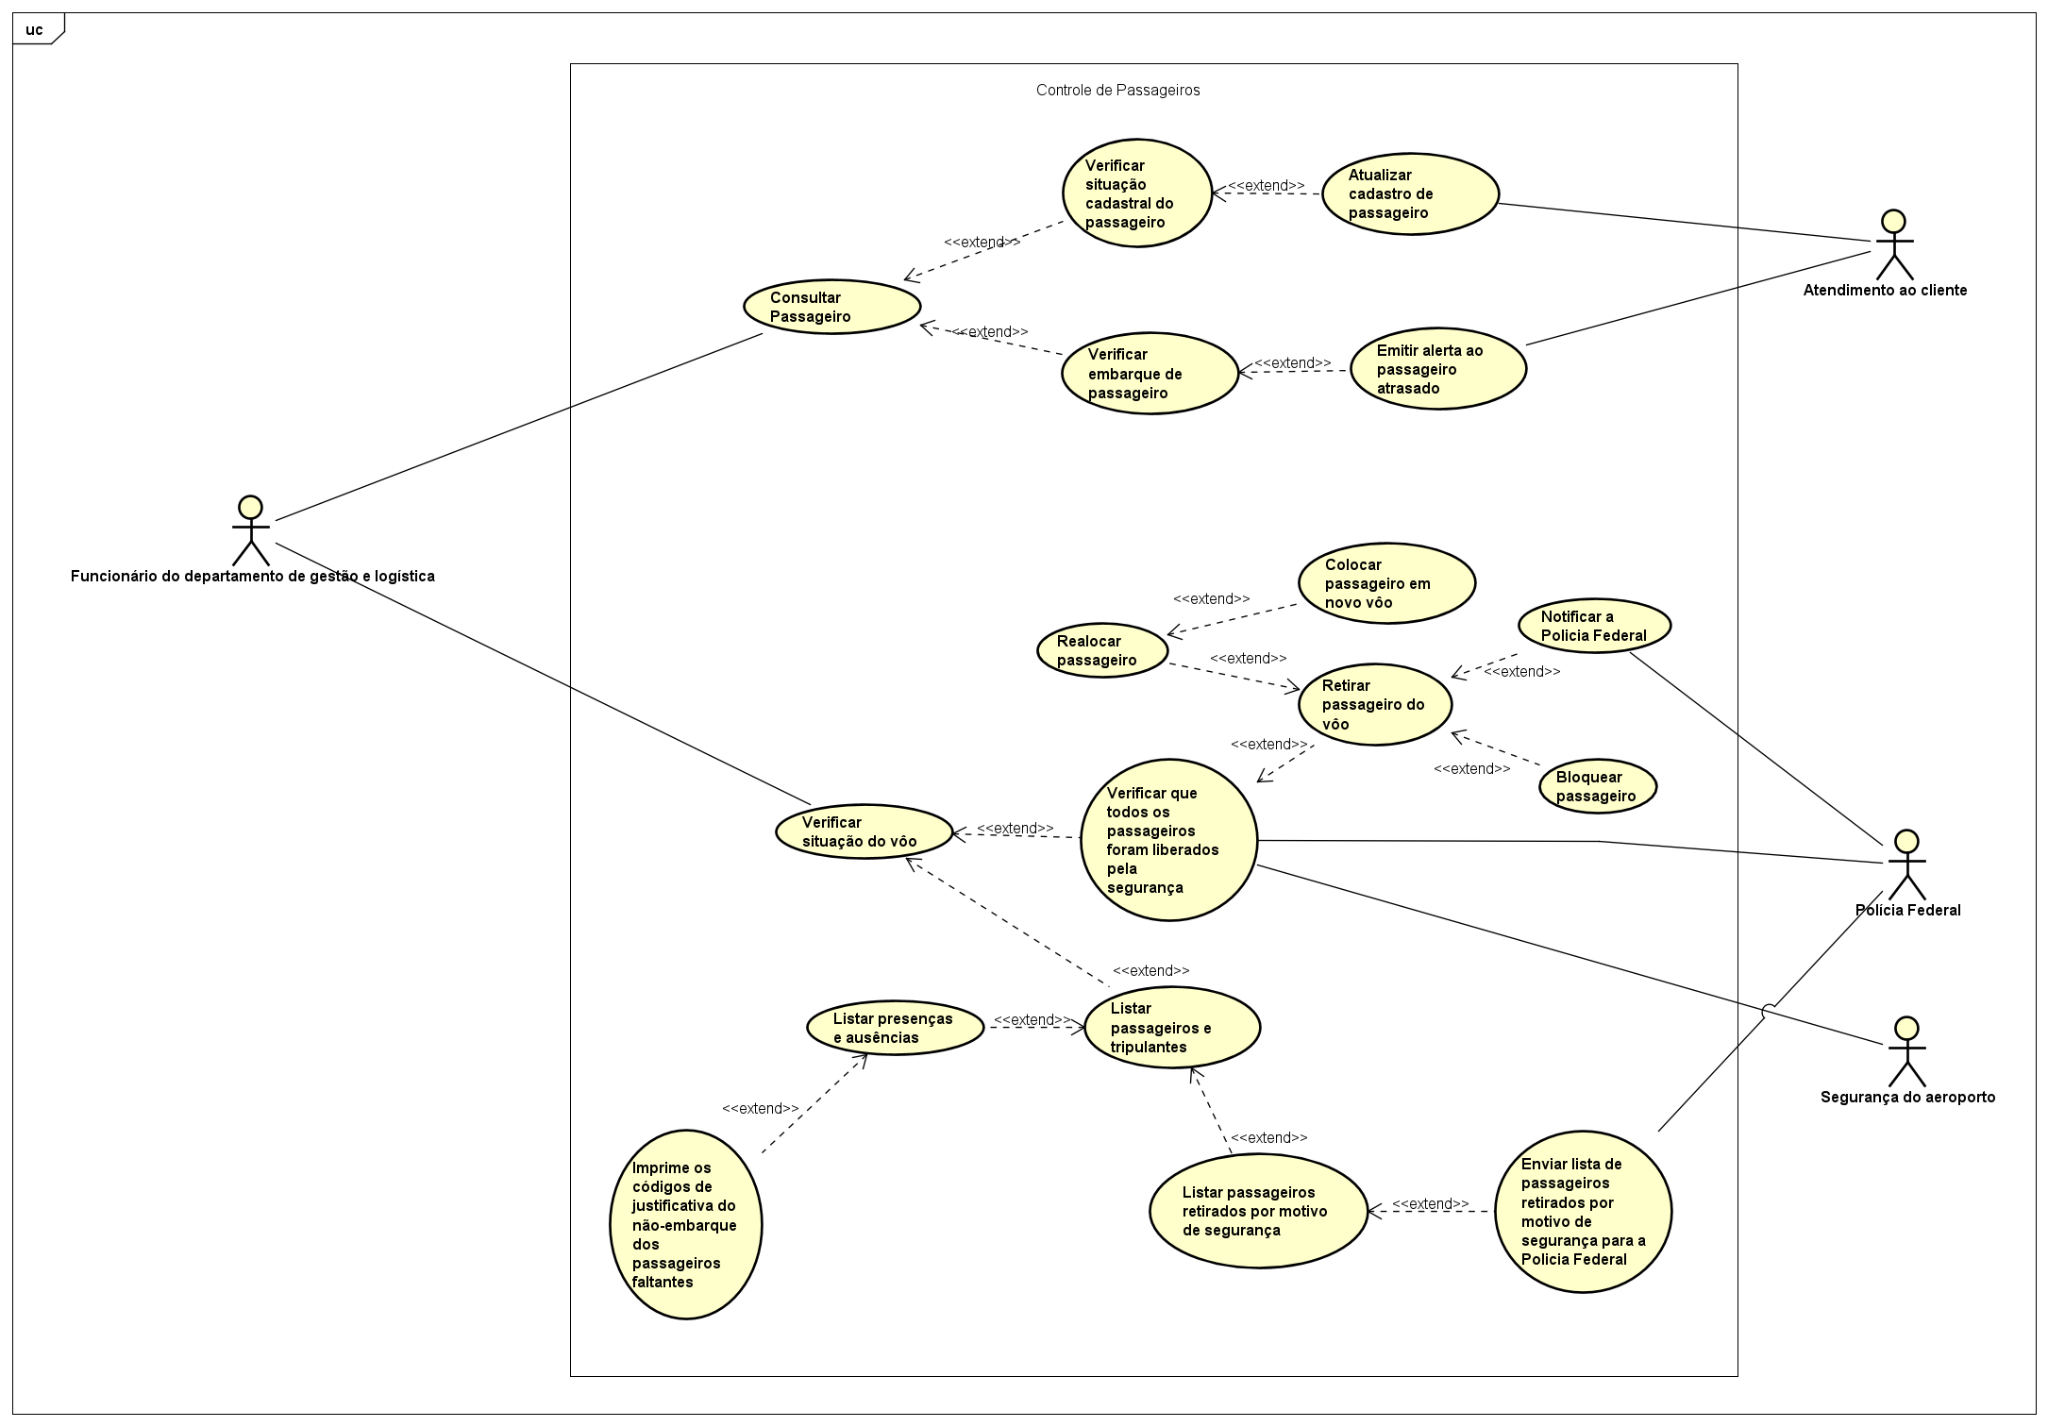 uc
Controle de Passageiros
Verificar
situação
cadastral do
passageiro
<<extend>>
Atualizar
cadastro de
passageiro
<<extend>>
Atendimento ao cliente
Consultar
Passageiro
<<extend>>
Verificar
embarque de
passageiro
<<extend>>
Emitir alerta ao
passageiro
atrasado
Funcionário do departamento de gestão e logística
Colocar
passageiro em
novo vôo
<<extend>>
Realocar
passageiro
<<extend>>
Notificar a
Policia Federal
<<extend>>
Retirar
passageiro do
vôo
<<extend>>
<<extend>>
Bloquear
passageiro
Verificar que
todos os
passageiros
foram liberados
pela
segurança
<<extend>>
Verificar
situação do vôo
Polícia Federal
<<extend>>
Listar presenças
e ausências
<<extend>>
Listar
passageiros e
tripulantes
Segurança do aeroporto
<<extend>>
<<extend>>
Imprime os
códigos de
justificativa do
não-embarque
dos
passageiros
faltantes
Listar passageiros
retirados por motivo
de segurança
<<extend>>
Enviar lista de
passageiros
retirados por
motivo de
segurança para a
Policia Federal